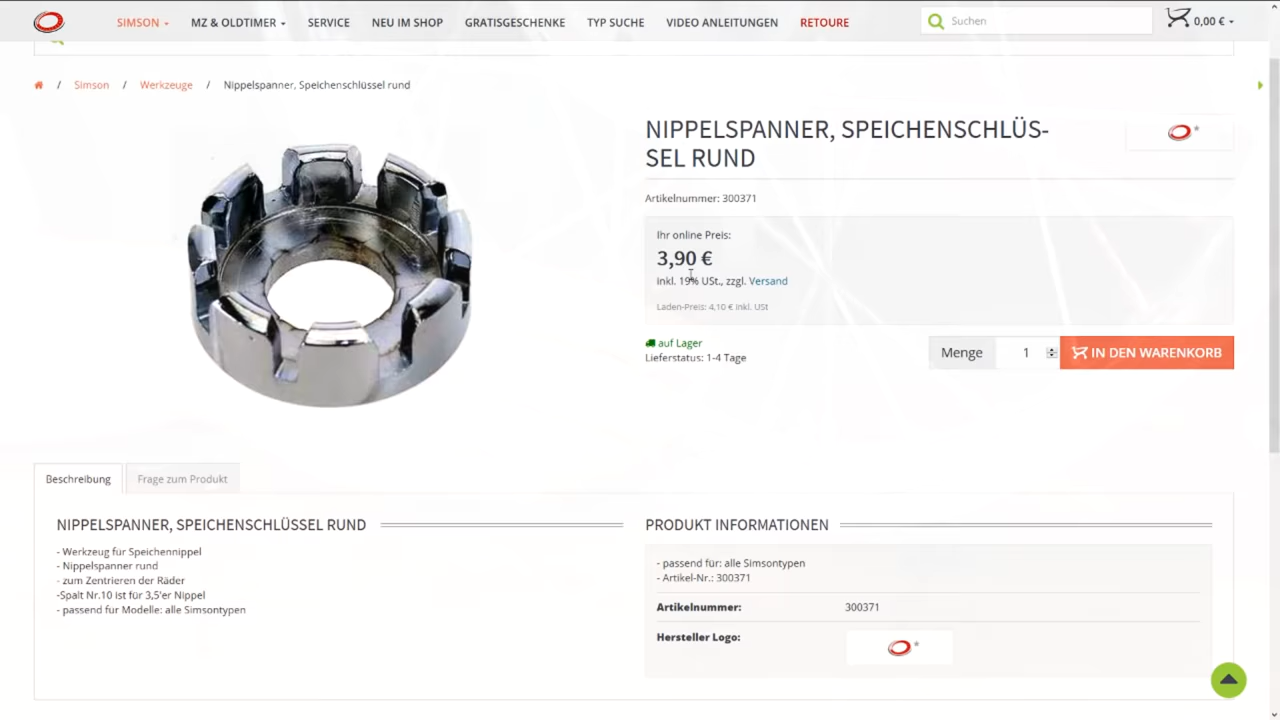 SIMSON
MZ & OLDTIMER
SERVICE
NEU IM SHOP
GRATISGESCHENKE
TYP SUCHE
VIDEO ANLEITUNGEN
RETOURE
Suchen
0,00 €
/ Simson / Werkzeuge / Nippelspanner, Speichenschlüssel rund
NIPPELSPANNER, SPEICHENSCHLÜS-
SEL RUND
*
Artikelnummer: 300371
Ihr online Preis:
3,90 €
inkl. 19% USt., zzgl. Versand
Laden-Preis: 4,10 € inkl. USt
auf Lager
Lieferstatus: 1-4 Tage
Menge
1
IN DEN WARENKORB
Beschreibung
Frage zum Produkt
NIPPELSPANNER, SPEICHENSCHLÜSSEL RUND
- Werkzeug für Speichennippel
- Nippelspanner rund
- zum Zentrieren der Räder
-Spalt Nr.10 ist für 3,5'er Nippel
- passend für Modelle: alle Simsontypen
PRODUKT INFORMATIONEN
- passend für: alle Simsontypen
- Artikel-Nr.: 300371
Artikelnummer: 300371
Hersteller Logo: *